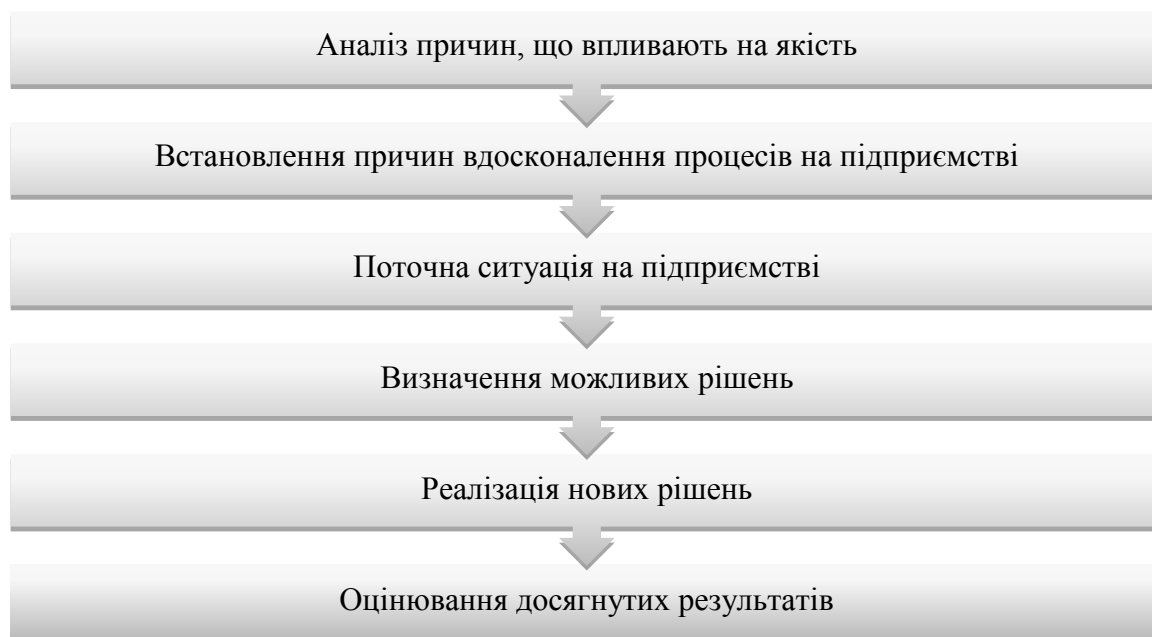 Аналіз причин, що впливають на якість
Встановлення причин вдосконалення процесів на підприємстві
Поточна ситуація на підприємстві
Визначення можливих рішень
Реалізація нових рішень
Оцінювання досягнутих результатів